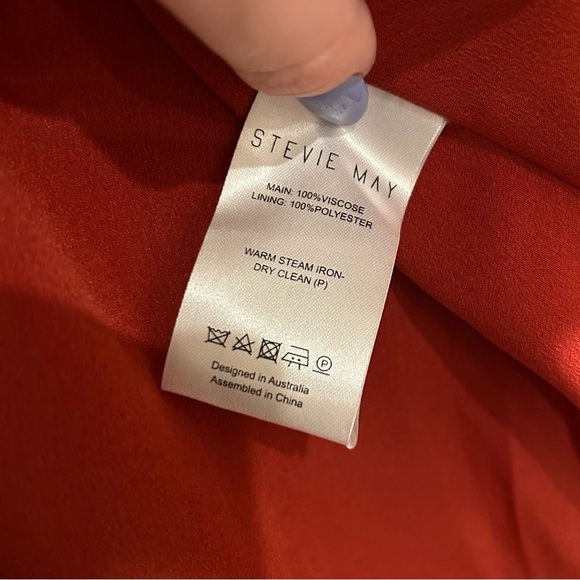 STEVIE MAY
MAIN: 100%VISCOSE
LINING: 100%POLYESTER
WARM STEAM IRON-
DRY CLEAN (P)
P
Designed in Australia
Assembled in China